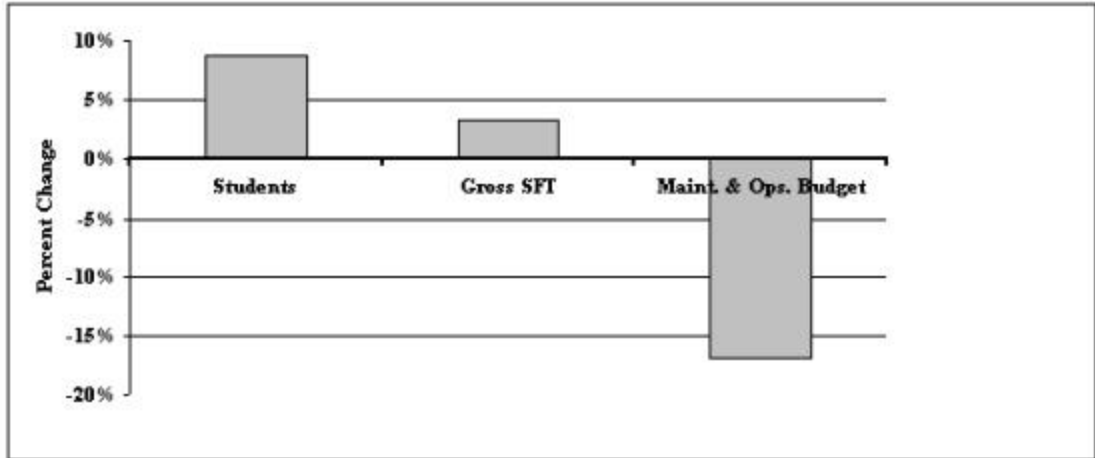 10%
5%
0%
-5%
-10%
-15%
-20%
Percent Change
Students
Gross SFT
Maint. & Ops. Budget